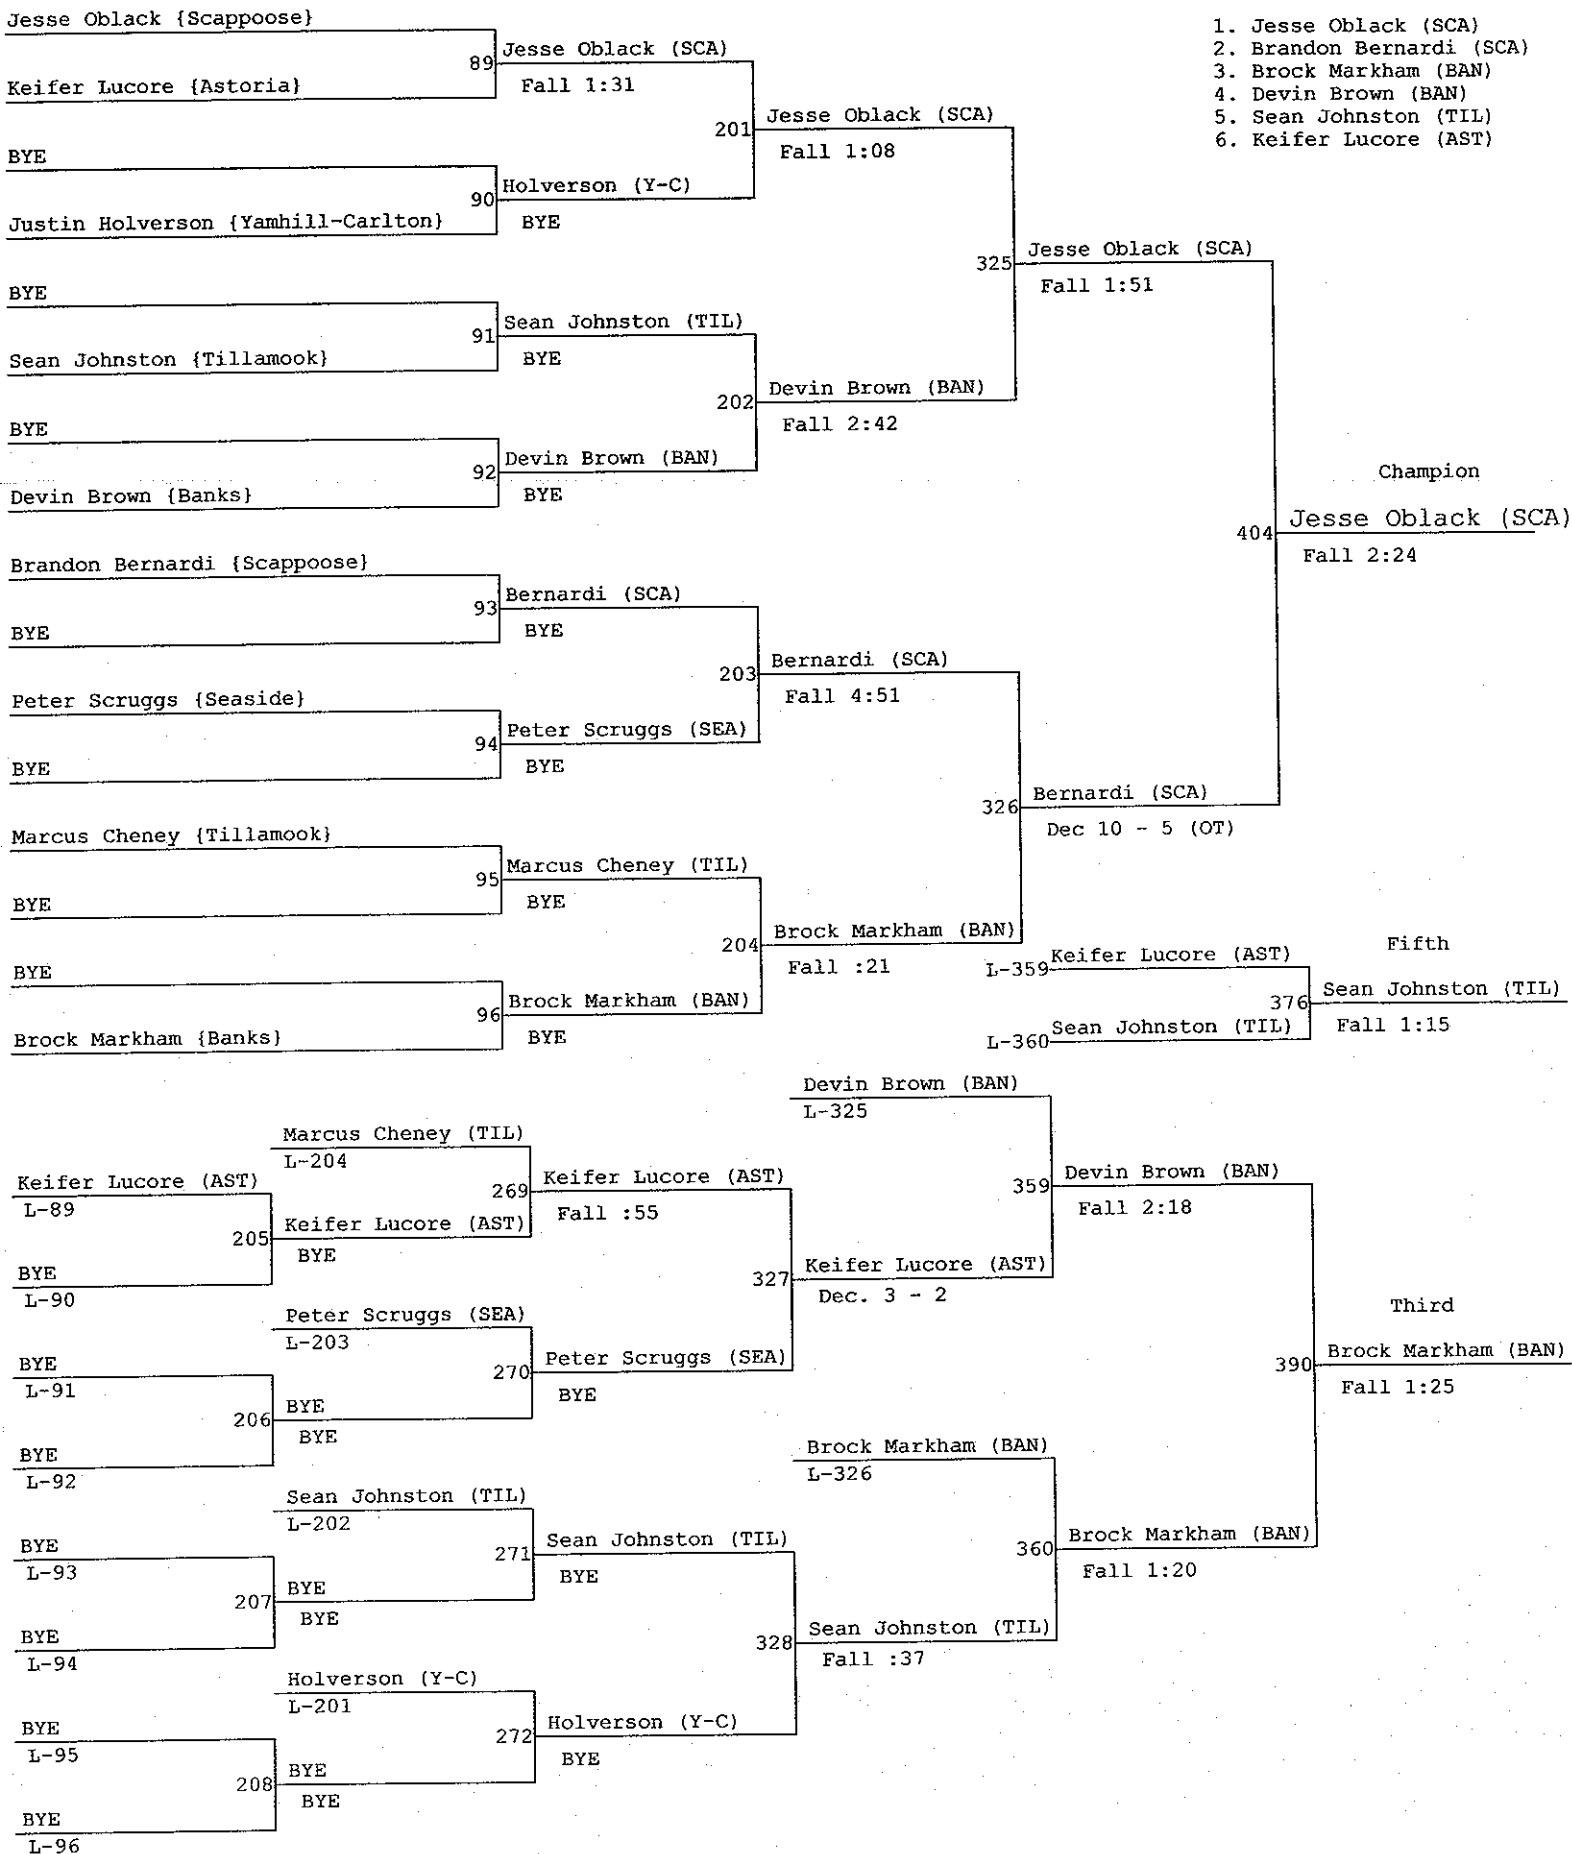 Jesse Oblack {Scappoose}
89
Jesse Oblack (SCA)
Fall 1:31
Keifer Lucore {Astoria}
201
Jesse Oblack (SCA)
Fall 1:08
BYE
90
Holverson (Y-C)
BYE
Justin Holverson {Yamhill-Carlton}
325
Jesse Oblack (SCA)
Fall 1:51
BYE
91
Sean Johnston (TIL)
BYE
Sean Johnston {Tillamook}
202
Devin Brown (BAN)
Fall 2:42
BYE
92
Devin Brown (BAN)
BYE
Devin Brown {Banks}
Champion
404
Jesse Oblack (SCA)
Fall 2:24
Brandon Bernardi {Scappoose}
93
Bernardi (SCA)
BYE
BYE
203
Bernardi (SCA)
Fall 4:51
Peter Scruggs {Seaside}
94
Peter Scruggs (SEA)
BYE
BYE
326
Bernardi (SCA)
Dec 10 - 5 (OT)
Marcus Cheney {Tillamook}
95
Marcus Cheney (TIL)
BYE
BYE
204
Brock Markham (BAN)
Fall :21
BYE
96
Brock Markham (BAN)
BYE
Brock Markham {Banks}
1. Jesse Oblack (SCA)
2. Brandon Bernardi (SCA)
3. Brock Markham (BAN)
4. Devin Brown (BAN)
5. Sean Johnston (TIL)
6. Keifer Lucore (AST)
Fifth
L-359
Keifer Lucore (AST)
376
Sean Johnston (TIL)
Fall 1:15
L-360
Sean Johnston (TIL)
Devin Brown (BAN)
L-325
Marcus Cheney (TIL)
L-204
Keifer Lucore (AST)
L-89
269
Keifer Lucore (AST)
Fall :55
359
Devin Brown (BAN)
Fall 2:18
205
Keifer Lucore (AST)
BYE
BYE
L-90
327
Keifer Lucore (AST)
Dec. 3 - 2
Peter Scruggs (SEA)
L-203
Third
BYE
L-91
270
Peter Scruggs (SEA)
BYE
390
Brock Markham (BAN)
Fall 1:25
206
BYE
BYE
BYE
L-92
Brock Markham (BAN)
L-326
Sean Johnston (TIL)
L-202
BYE
L-93
271
Sean Johnston (TIL)
BYE
360
Brock Markham (BAN)
Fall 1:20
207
BYE
BYE
BYE
L-94
328
Sean Johnston (TIL)
Fall :37
Holverson (Y-C)
L-201
BYE
L-95
272
Holverson (Y-C)
BYE
208
BYE
BYE
BYE
L-96